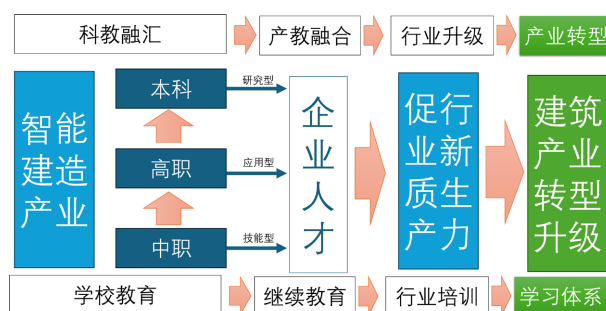 科教融汇
产教融合
行业升级
产业转型
智能
建造
产业
本科
高职
中职
研究型
应用型
技能型
企业人才
促行
业新
质生
产力
建筑
产业
转型
升级
学校教育
继续教育
行业培训
学习体系